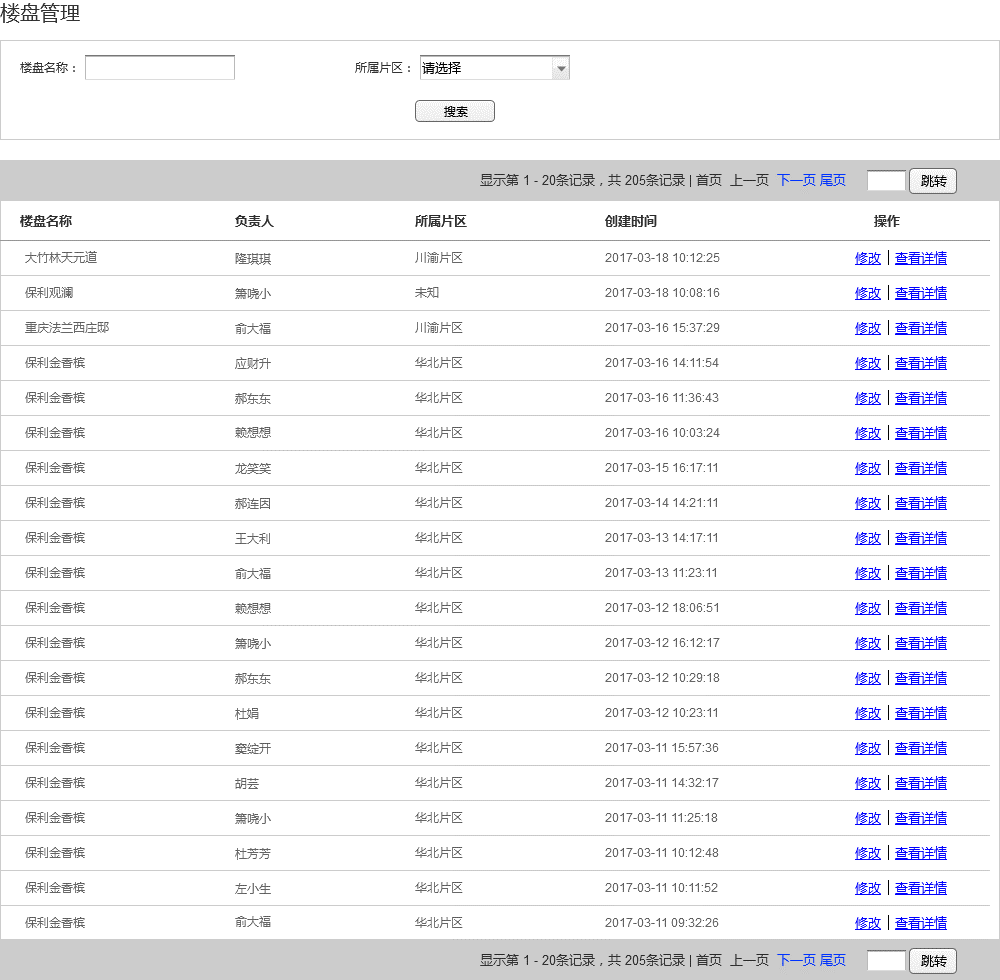 楼盘管理
楼盘名称： 所属片区： 请选择
搜索
显示第 1 - 20条记录，共 205条记录 | 首页 上一页 下一页 尾页 跳转
楼盘名称 负责人 所属片区 创建时间 操作
大竹林天元道 隆琪琪 川渝片区 2017-03-18 10:12:25 修改 | 查看详情
保利观澜 箫晓小 未知 2017-03-18 10:08:16 修改 | 查看详情
重庆法兰西庄邸 俞大福 川渝片区 2017-03-16 15:37:29 修改 | 查看详情
保利金香槟 应财升 华北片区 2017-03-16 14:11:54 修改 | 查看详情
保利金香槟 郝东东 华北片区 2017-03-16 11:36:43 修改 | 查看详情
保利金香槟 赖想想 华北片区 2017-03-16 10:03:24 修改 | 查看详情
保利金香槟 龙笑笑 华北片区 2017-03-15 16:17:11 修改 | 查看详情
保利金香槟 郝连因 华北片区 2017-03-14 14:21:11 修改 | 查看详情
保利金香槟 王大利 华北片区 2017-03-13 14:17:11 修改 | 查看详情
保利金香槟 俞大福 华北片区 2017-03-13 11:23:11 修改 | 查看详情
保利金香槟 赖想想 华北片区 2017-03-12 18:06:51 修改 | 查看详情
保利金香槟 箫晓小 华北片区 2017-03-12 16:12:17 修改 | 查看详情
保利金香槟 郝东东 华北片区 2017-03-12 10:29:18 修改 | 查看详情
保利金香槟 杜娟 华北片区 2017-03-12 10:23:11 修改 | 查看详情
保利金香槟 窦绽开 华北片区 2017-03-11 15:57:36 修改 | 查看详情
保利金香槟 胡芸 华北片区 2017-03-11 14:32:17 修改 | 查看详情
保利金香槟 箫晓小 华北片区 2017-03-11 11:25:18 修改 | 查看详情
保利金香槟 杜芳芳 华北片区 2017-03-11 10:12:48 修改 | 查看详情
保利金香槟 左小生 华北片区 2017-03-11 10:11:52 修改 | 查看详情
保利金香槟 俞大福 华北片区 2017-03-11 09:32:26 修改 | 查看详情
显示第 1 - 20条记录，共 205条记录 | 首页 上一页 下一页 尾页 跳转